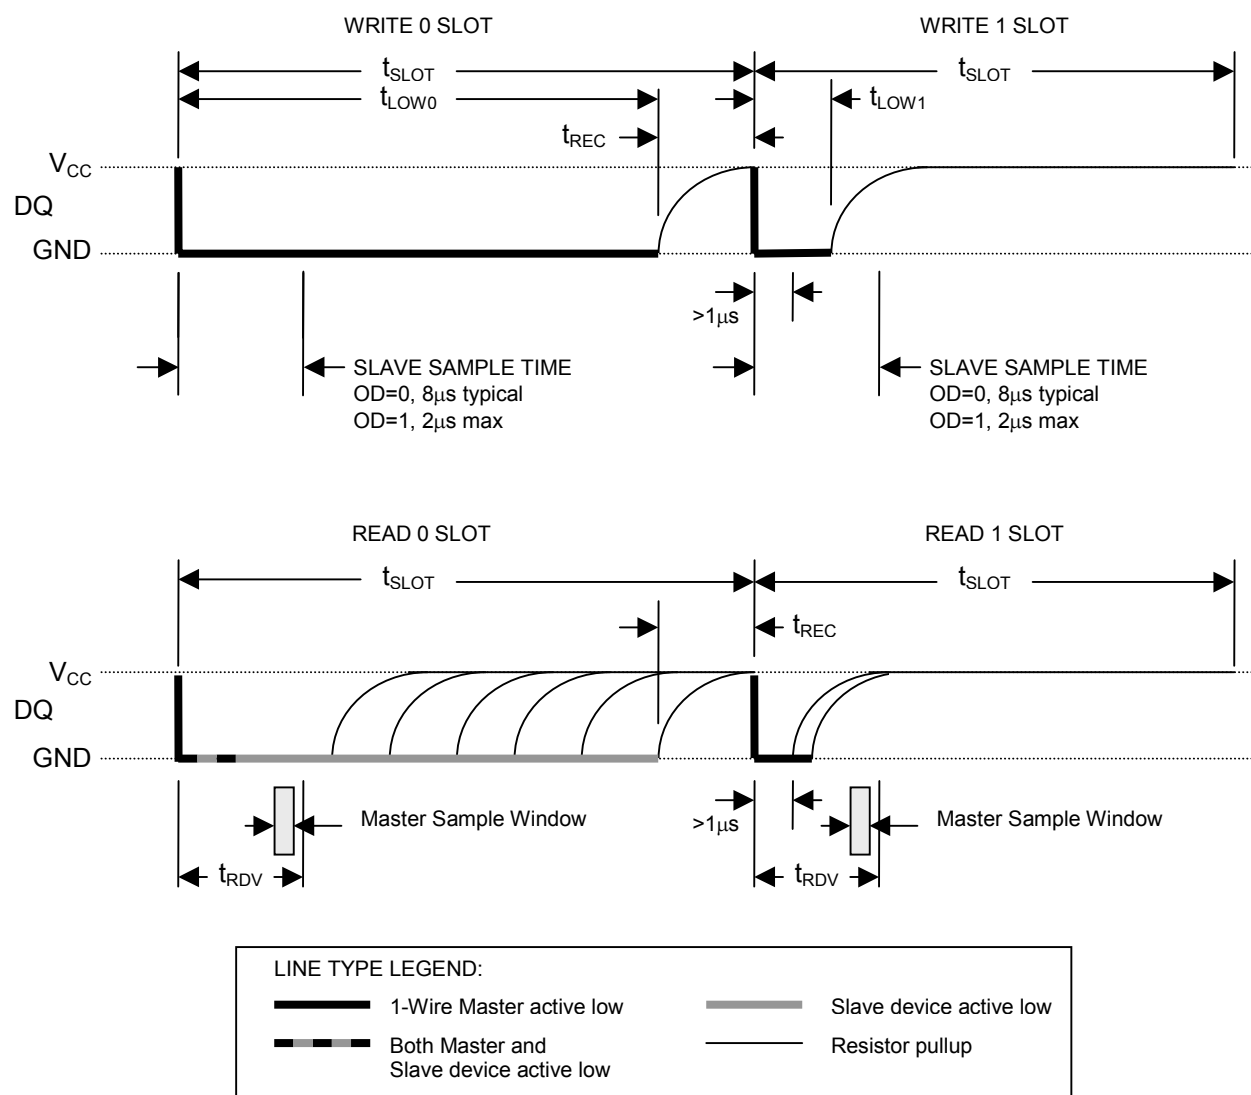 WRITE 0 SLOT WRITE 1 SLOT
tSLOT tSLOT
tLOW0 tLOW1
tREC
VCC
DQ
GND
>1μs
SLAVE SAMPLE TIME SLAVE SAMPLE TIME
OD=0, 8μs typical OD=0, 8μs typical
OD=1, 2μs max OD=1, 2μs max
READ 0 SLOT READ 1 SLOT
tSLOT tSLOT
tREC
VCC
DQ
GND
Master Sample Window >1μs Master Sample Window
tRDV tRDV
LINE TYPE LEGEND:
1-Wire Master active low Slave device active low
Both Master and Resistor pullup
Slave device active low